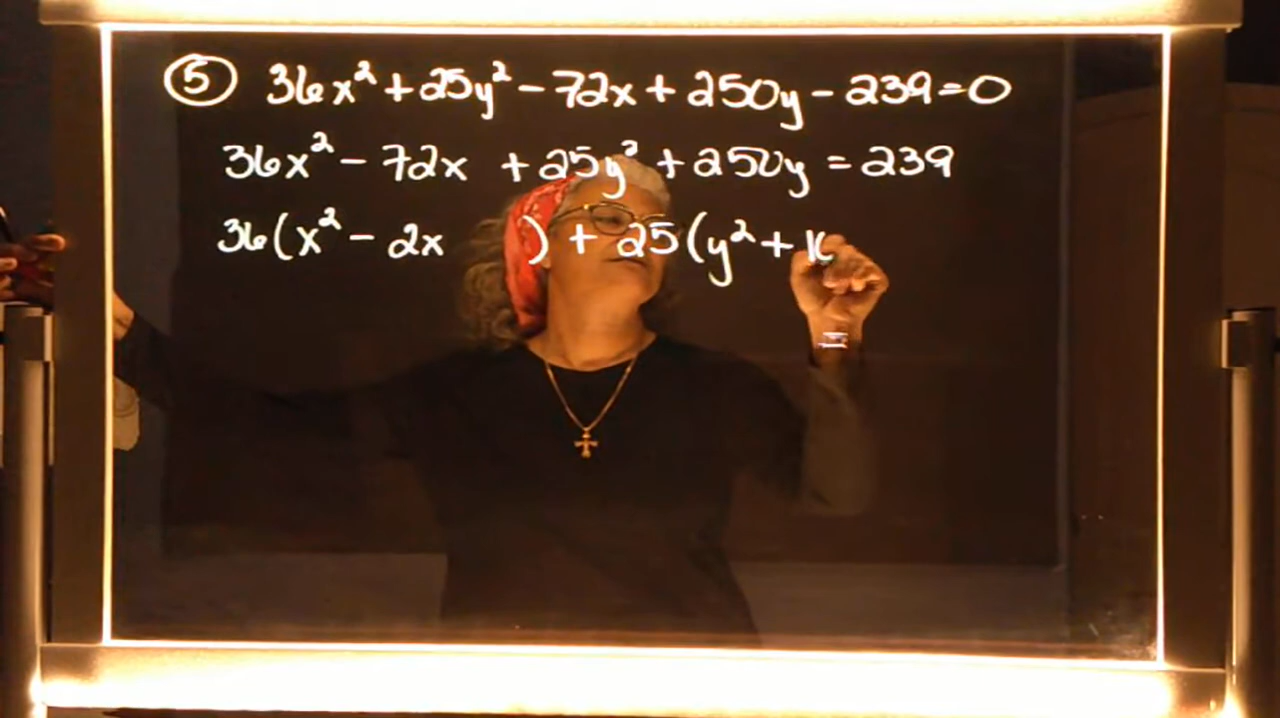 ⑤ 36x² + 25y² - 72x + 250y - 239 = 0
36x² - 72x + 25y² + 250y = 239
36(x² - 2x ) + 25(y² + 10